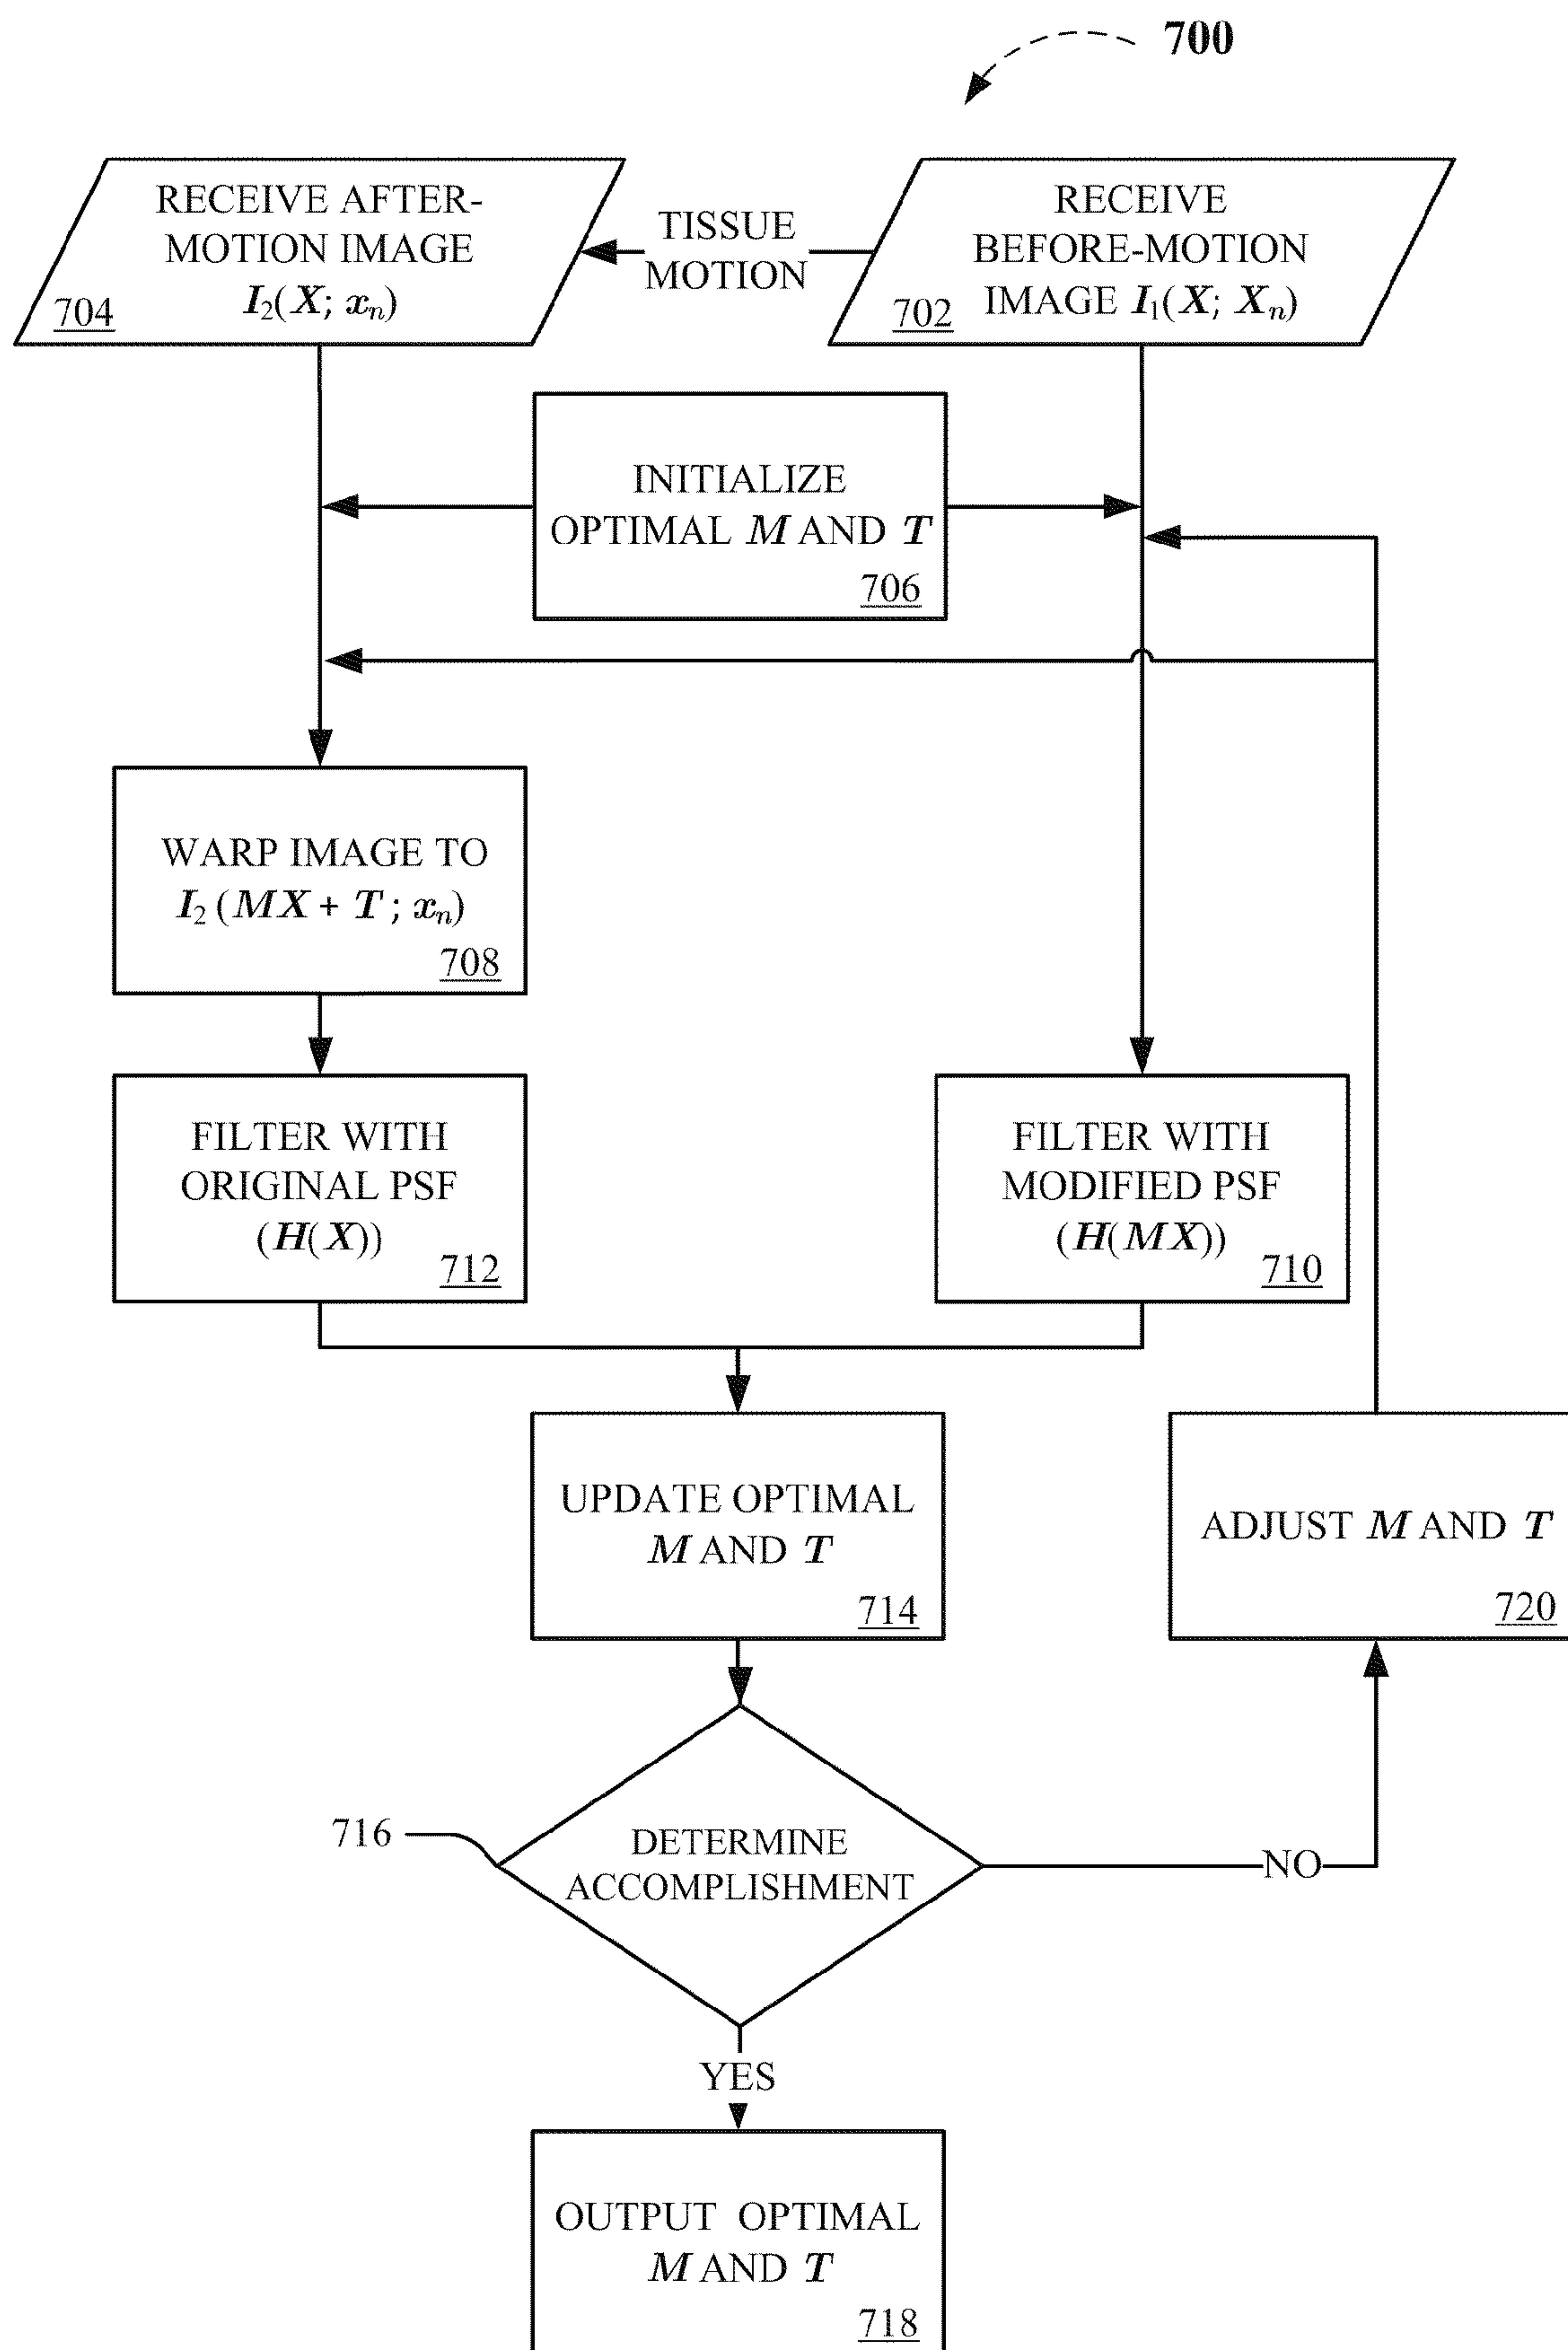 700
RECEIVE AFTER-
MOTION IMAGE
I₂(X; xₙ)
704
TISSUE
MOTION
RECEIVE
BEFORE-MOTION
IMAGE I₁(X; Xₙ)
702
INITIALIZE
OPTIMAL M AND T
706
WARP IMAGE TO
I₂ (MX + T ; xₙ)
708
FILTER WITH
ORIGINAL PSF
(H(X))
712
FILTER WITH
MODIFIED PSF
(H(MX))
710
UPDATE OPTIMAL
M AND T
714
ADJUST M AND T
720
716
DETERMINE
ACCOMPLISHMENT
NO
YES
OUTPUT OPTIMAL
M AND T
718